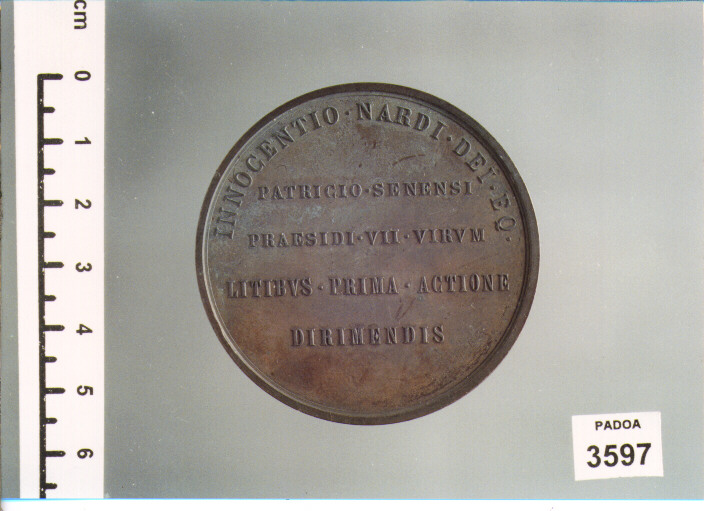 INNOCENTIO·NARDI·DEI·EQ·
PATRICIO·SENENSI
PRAESIDI·VII·VIRVM
LITIBVS·PRIMA·ACTIONE
DIRIMENDIS
cm
0
1
2
3
4
5
6
PADOA
3597